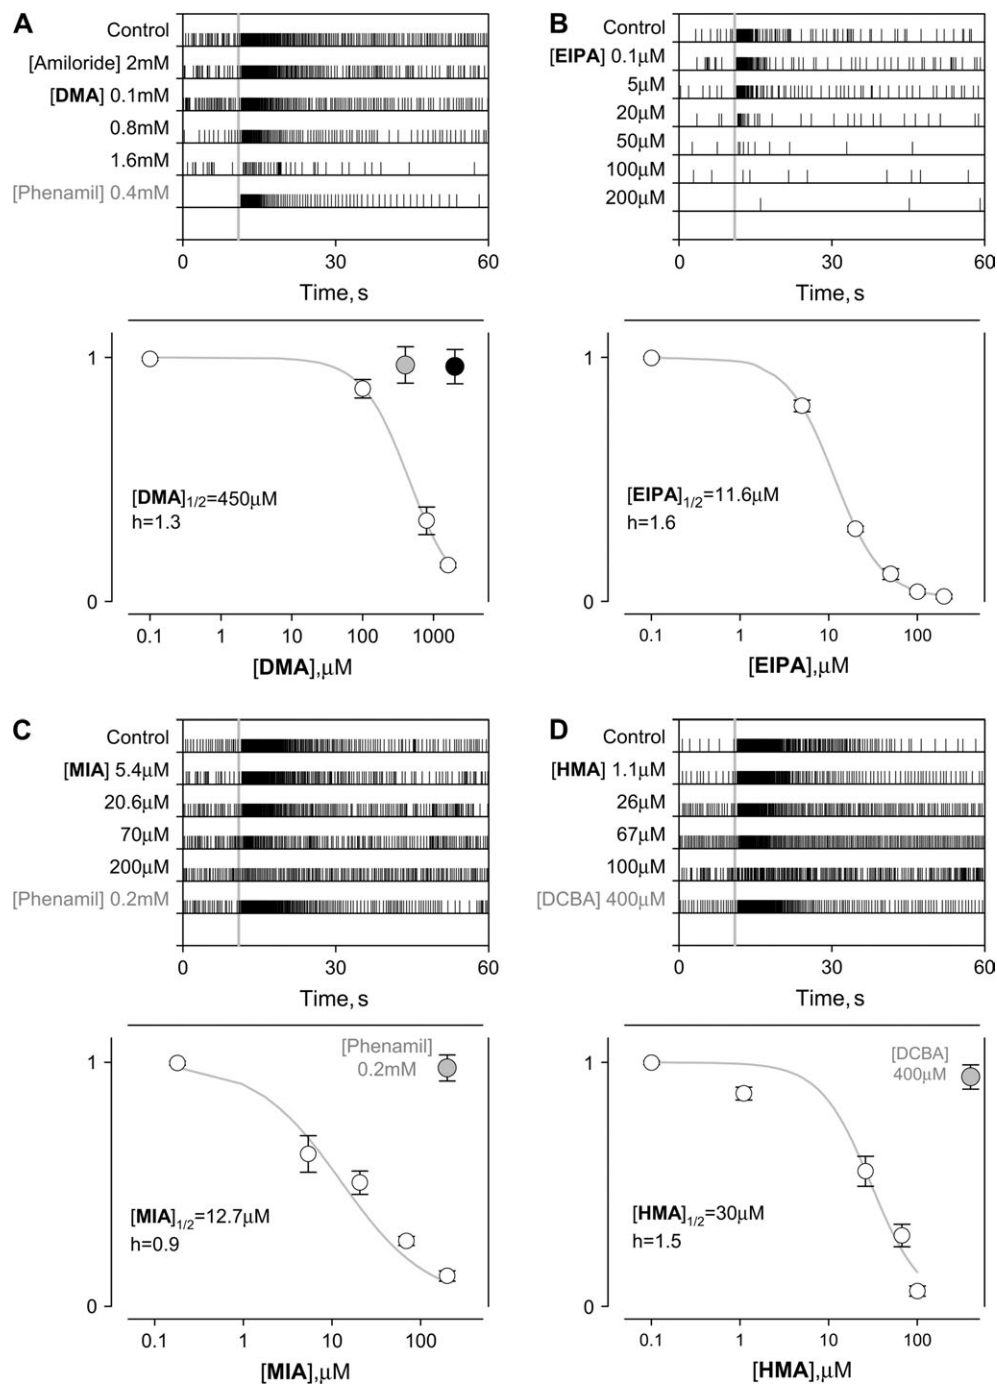 A
Control
[Amiloride] 2mM
[DMA] 0.1mM
0.8mM
1.6mM
[Phenamil] 0.4mM
0 30 60
Time, s
1
[DMA]1/2=450µM
h=1.3
0
0.1 1 10 100 1000
[DMA],µM
B
Control
[EIPA] 0.1µM
5µM
20µM
50µM
100µM
200µM
0 30 60
Time, s
1
[EIPA]1/2=11.6µM
h=1.6
0
0.1 1 10 100
[EIPA],µM
C
Control
[MIA] 5.4µM
20.6µM
70µM
200µM
[Phenamil] 0.2mM
0 30 60
Time, s
[Phenamil]
0.2mM
1
[MIA]1/2=12.7µM
h=0.9
0
0.1 1 10 100
[MIA],µM
D
Control
[HMA] 1.1µM
26µM
67µM
100µM
[DCBA] 400µM
0 30 60
Time, s
[DCBA]
400µM
1
[HMA]1/2=30µM
h=1.5
0
0.1 1 10 100
[HMA],µM